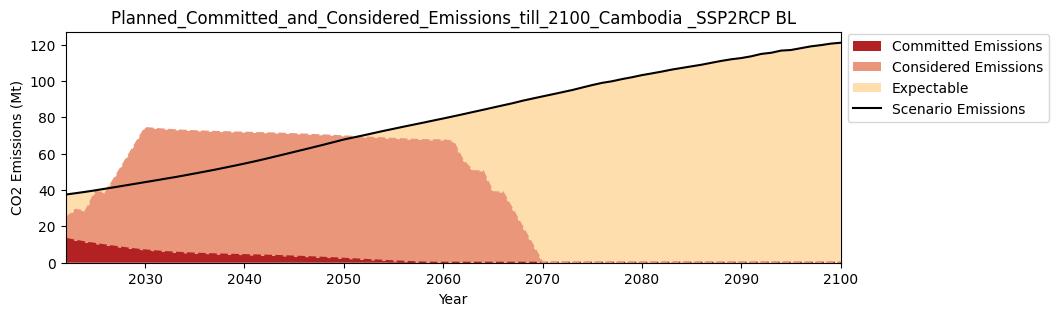 Planned_Committed_and_Considered_Emissions_till_2100_Cambodia _SSP2RCP BL
CO2 Emissions (Mt)
120
100
80
60
40
20
0
2030 2040 2050 2060 2070 2080 2090 2100
Year
Committed Emissions
Considered Emissions
Expectable
Scenario Emissions